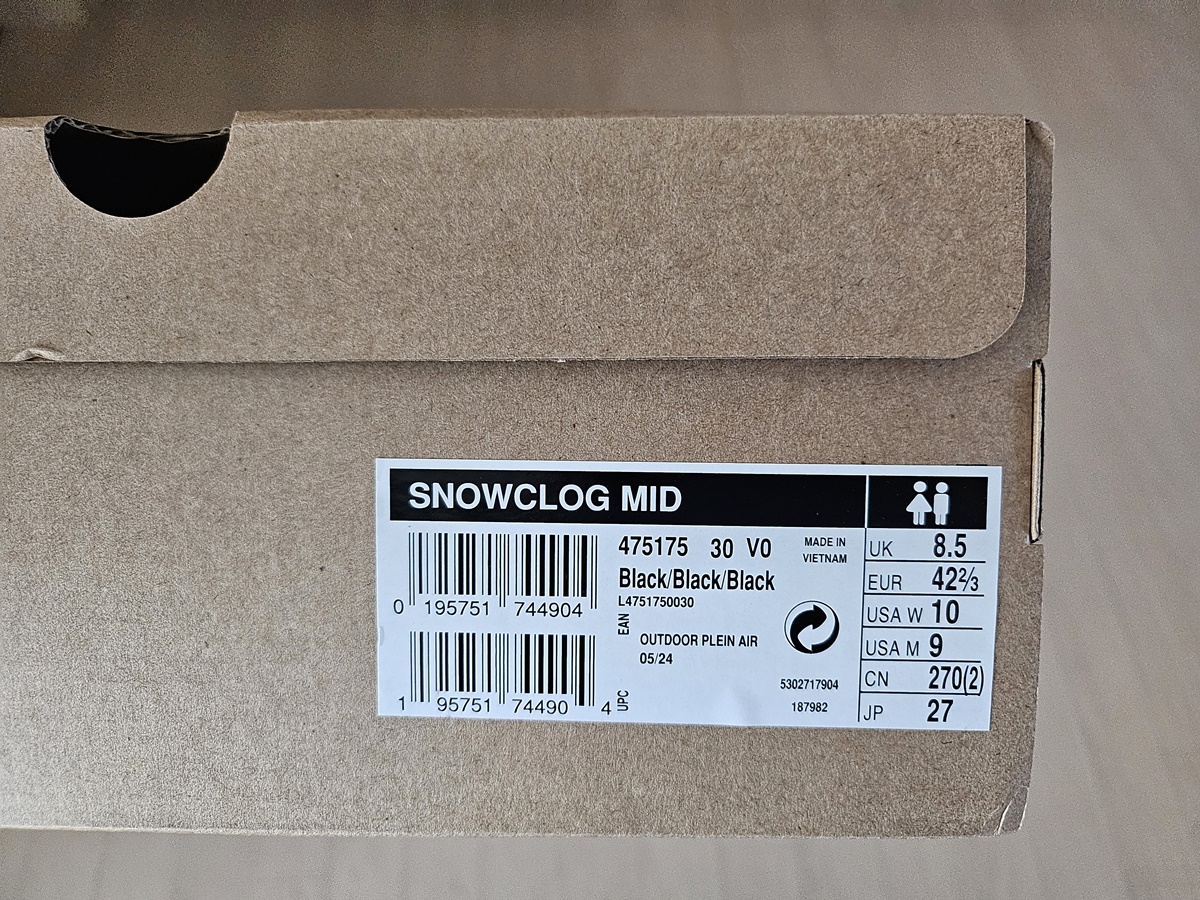 SNOWCLOG MID
0 195751 744904
1 95751 74490 4
475175 30 V0
Black/Black/Black
L4751750030
EAN
OUTDOOR PLEIN AIR
05/24
UPC
MADE IN
VIETNAM
5302717904
187982
UK 8.5
EUR 42⅔
USA W 10
USA M 9
CN 270(2)
JP 27